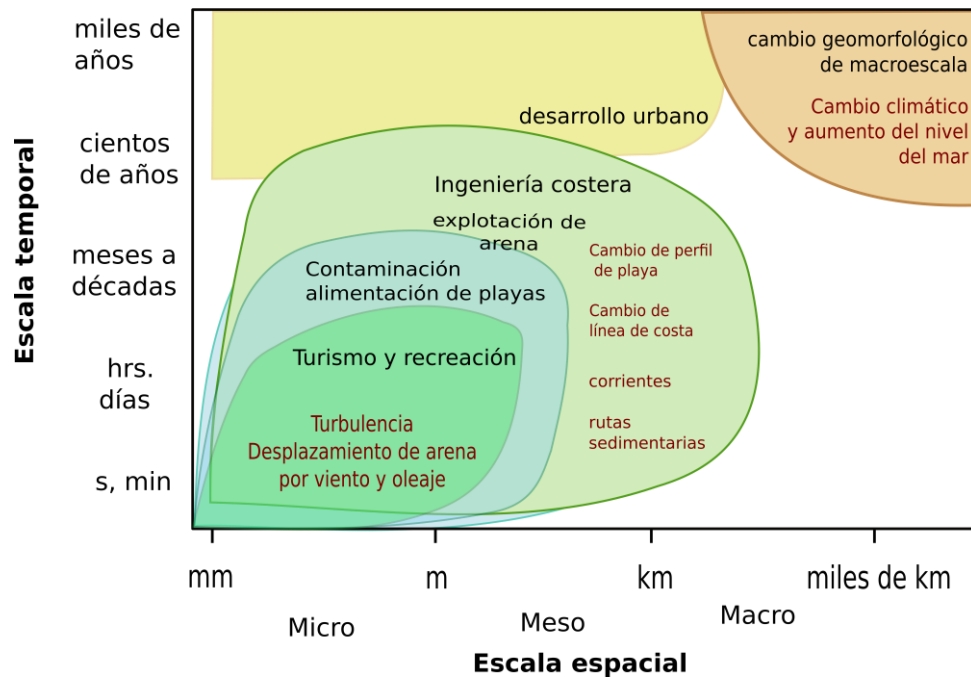 Escala temporal
miles de
años
cientos
de años
meses a
décadas
hrs.
días
s, min
cambio geomorfológico
de macroescala
Cambio climático
y aumento del nivel
del mar
desarrollo urbano
Ingeniería costera
explotación de
arena
Cambio de perfil
de playa
Cambio de
línea de costa
corrientes
rutas
sedimentarias
Contaminación
alimentación de playas
Turismo y recreación
Turbulencia
Desplazamiento de arena
por viento y oleaje
mm
m
km
miles de km
Micro
Meso
Macro
Escala espacial